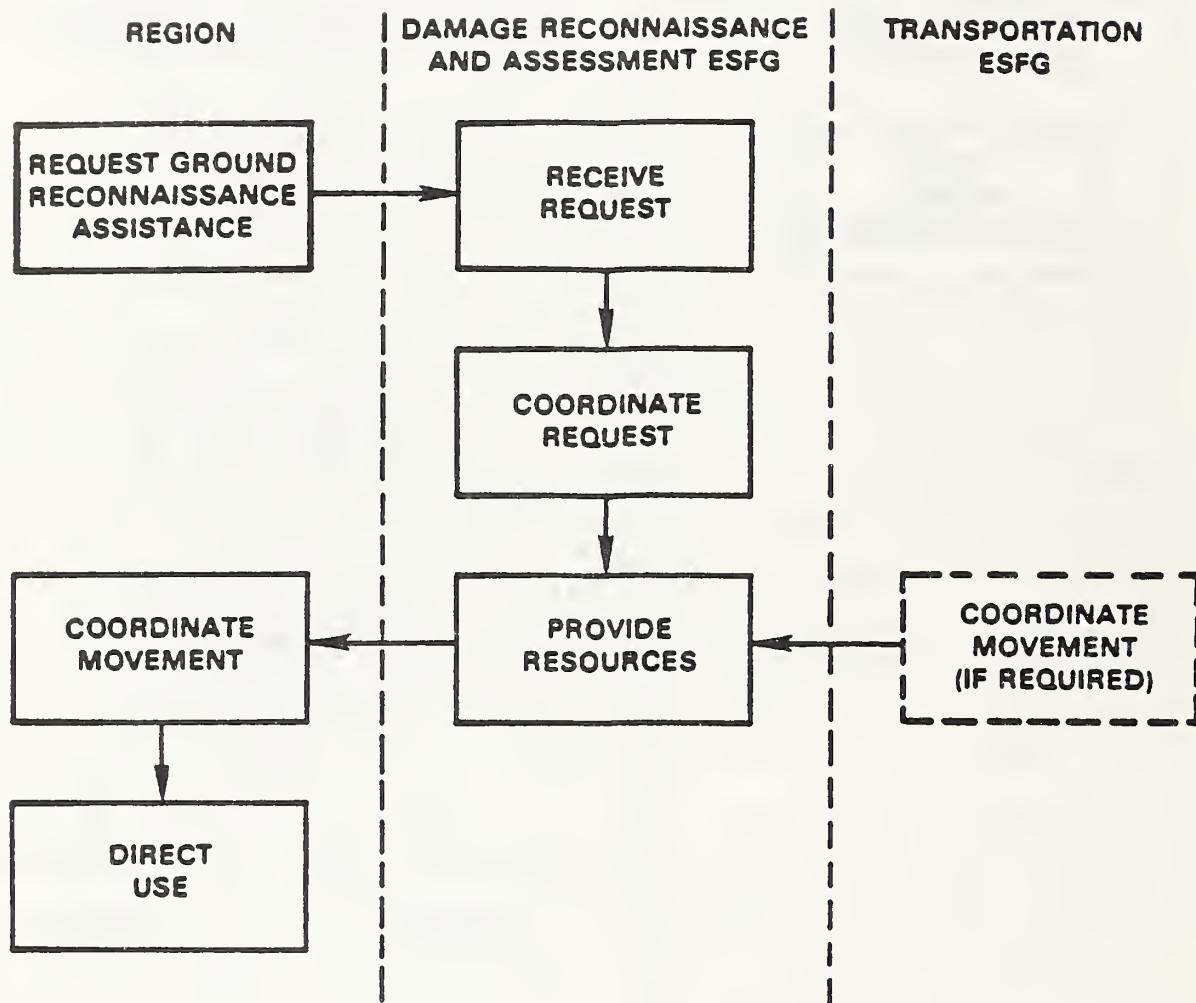 REGION
DAMAGE RECONNAISSANCE
AND ASSESSMENT ESFG
TRANSPORTATION
ESFG
REQUEST GROUND
RECONNAISSANCE
ASSISTANCE
RECEIVE
REQUEST
COORDINATE
REQUEST
COORDINATE
MOVEMENT
PROVIDE
RESOURCES
COORDINATE
MOVEMENT
(IF REQUIRED)
DIRECT
USE